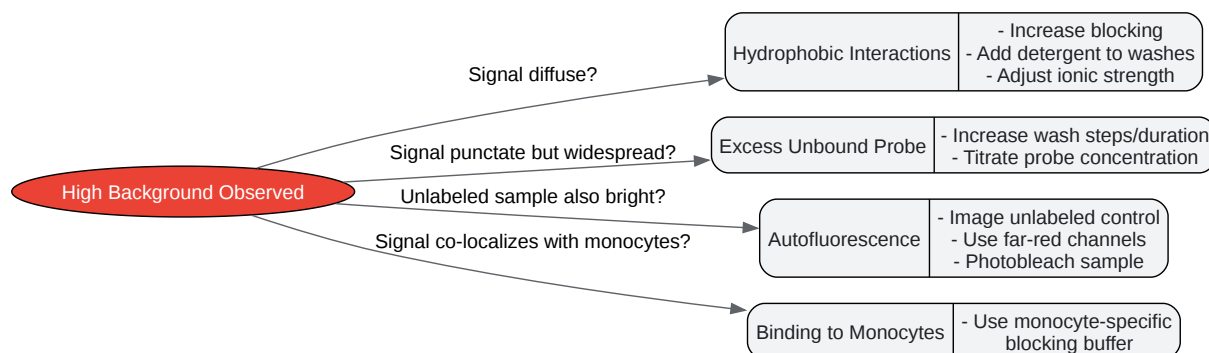 High Background Observed
Signal diffuse?
Signal punctate but widespread?
Unlabeled sample also bright?
Signal co-localizes with monocytes?
Hydrophobic Interactions
- Increase blocking
- Add detergent to washes
- Adjust ionic strength
Excess Unbound Probe
- Increase wash steps/duration
- Titrate probe concentration
Autofluorescence
- Image unlabeled control
- Use far-red channels
- Photobleach sample
Binding to Monocytes
- Use monocyte-specific
blocking buffer